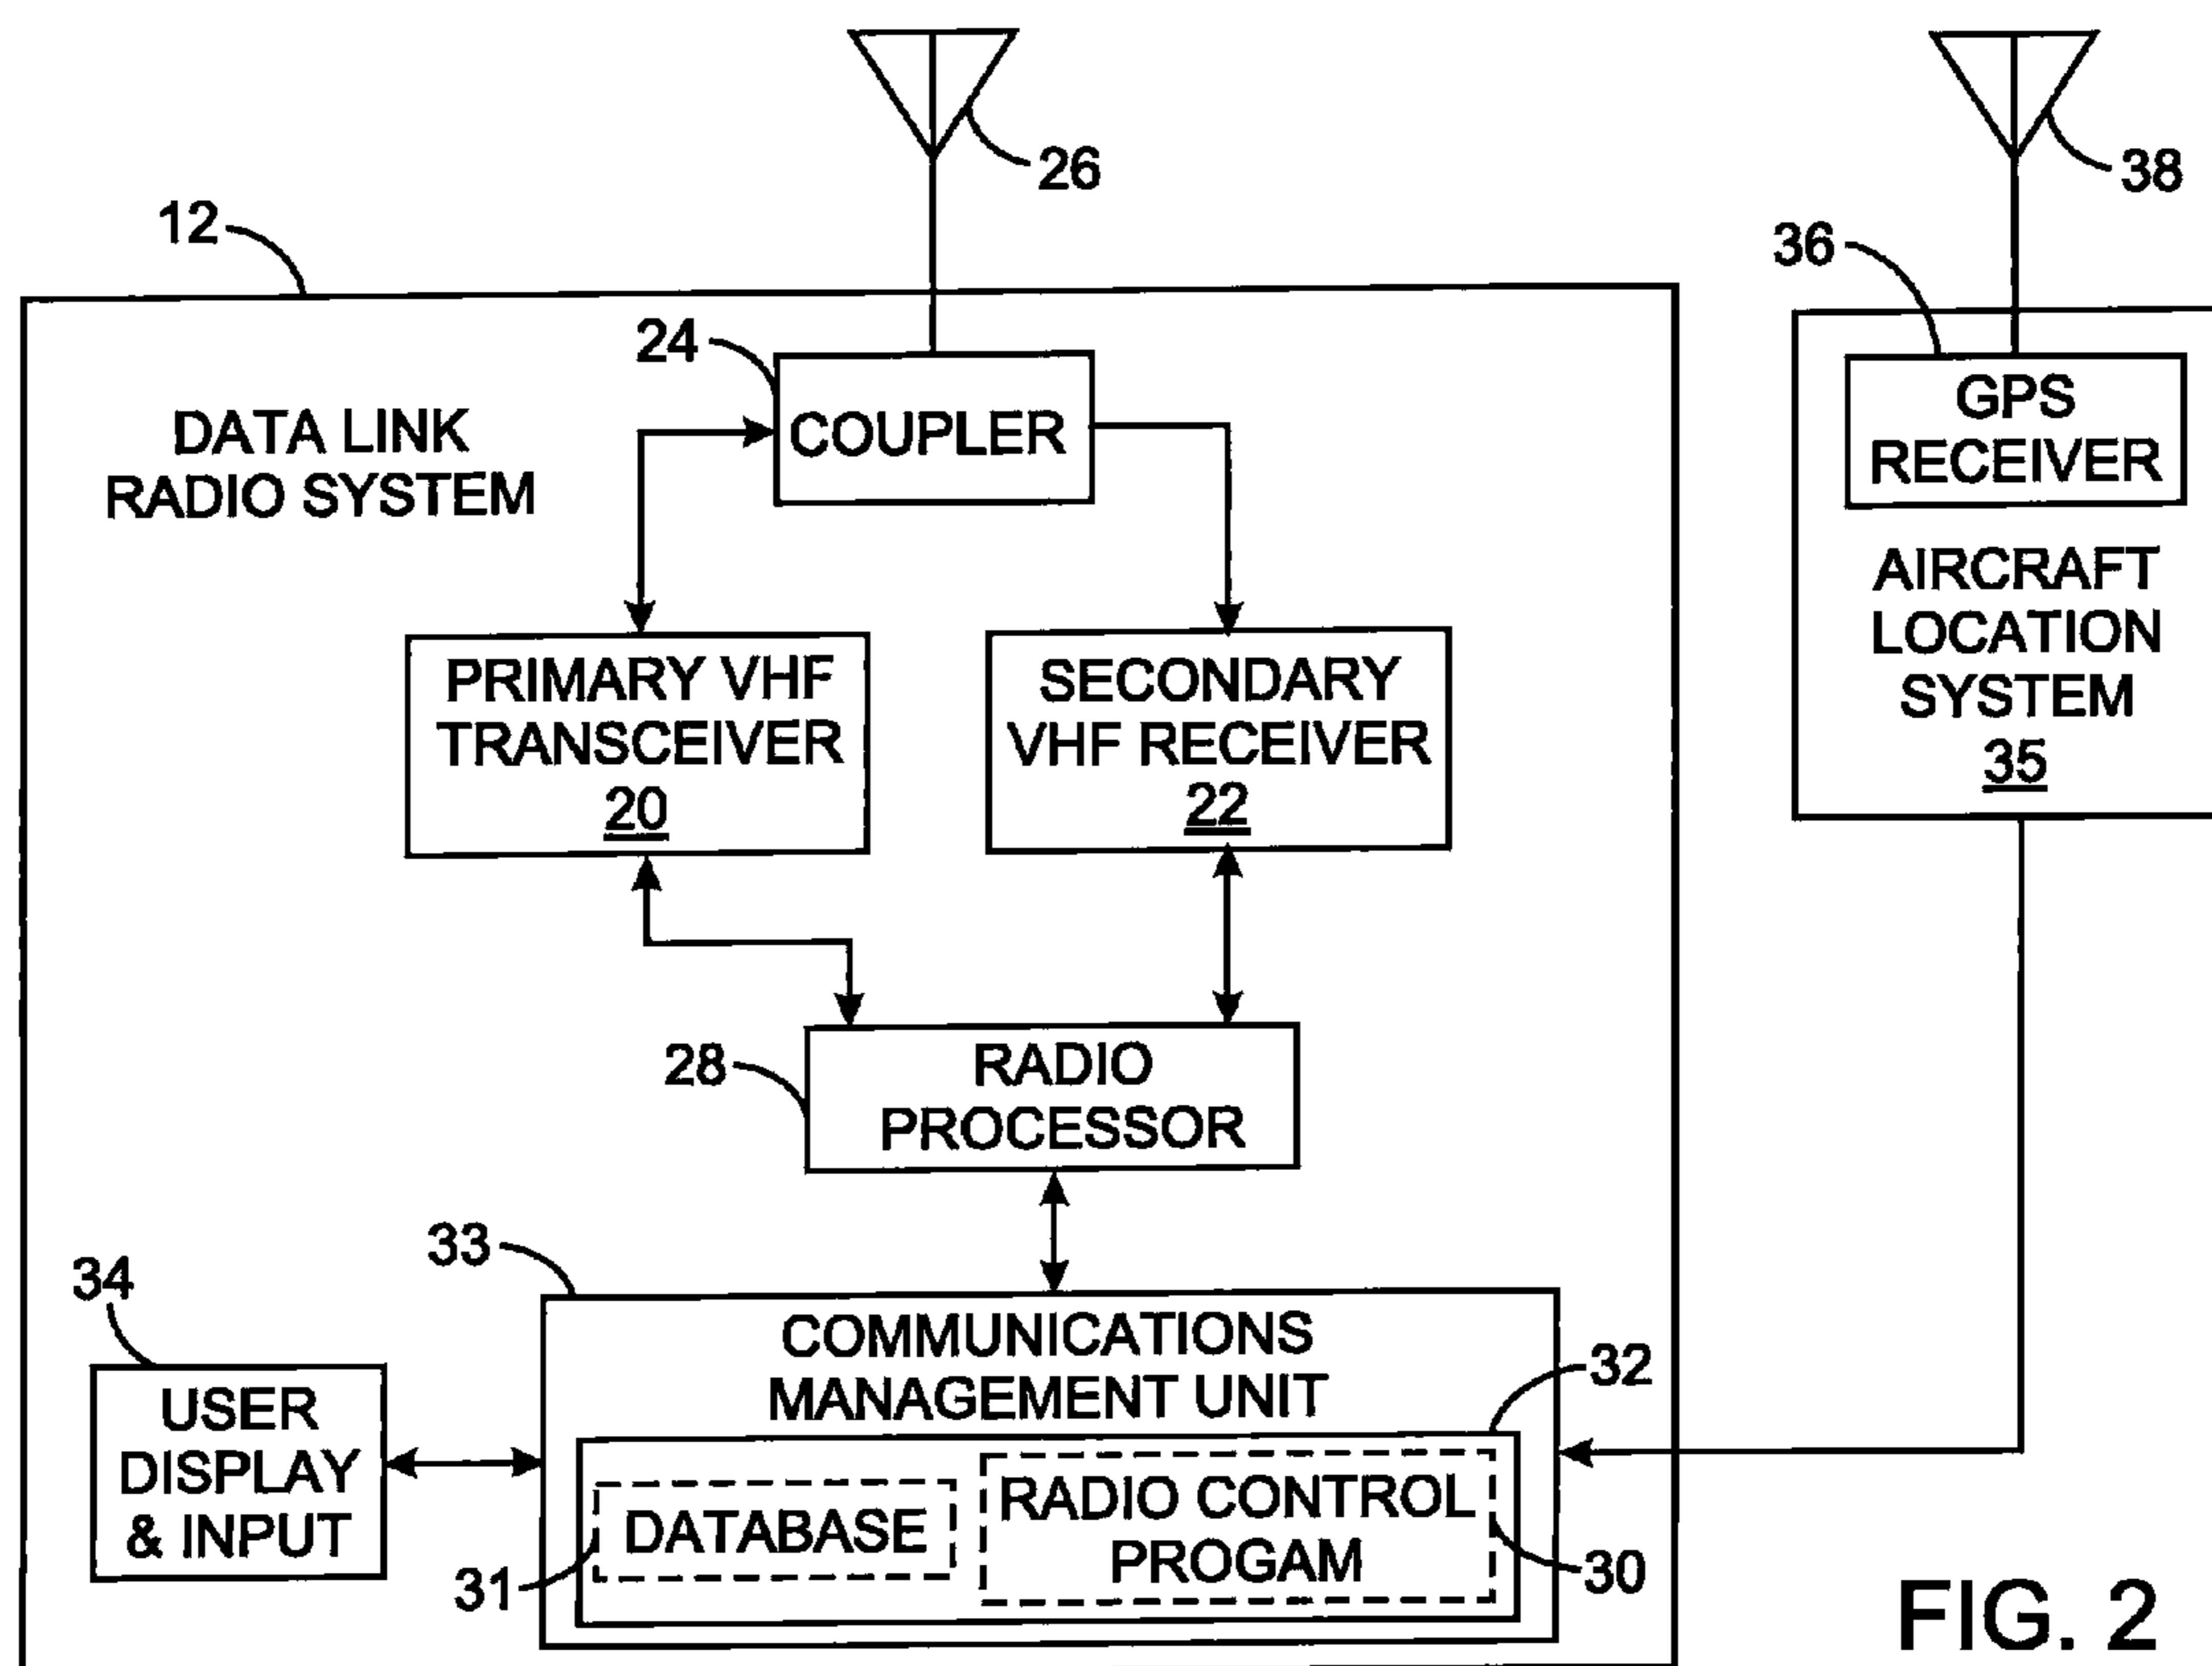 26
38
12
36
24
COUPLER
DATA LINK
RADIO SYSTEM
GPS
RECEIVER
AIRCRAFT
LOCATION
SYSTEM
35
PRIMARY VHF
TRANSCEIVER
20
SECONDARY
VHF RECEIVER
22
28
RADIO
PROCESSOR
33
34
COMMUNICATIONS
MANAGEMENT UNIT
32
USER
DISPLAY
& INPUT
DATABASE
31
RADIO CONTROL
PROGAM
30
FIG. 2